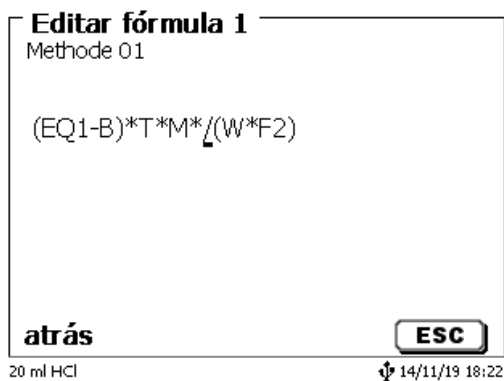 Editar fórmula 1
Methode 01
(EQ1-B)*T*M*/(W*F2)
atrás ESC
20 ml HCl 14/11/19 18:22